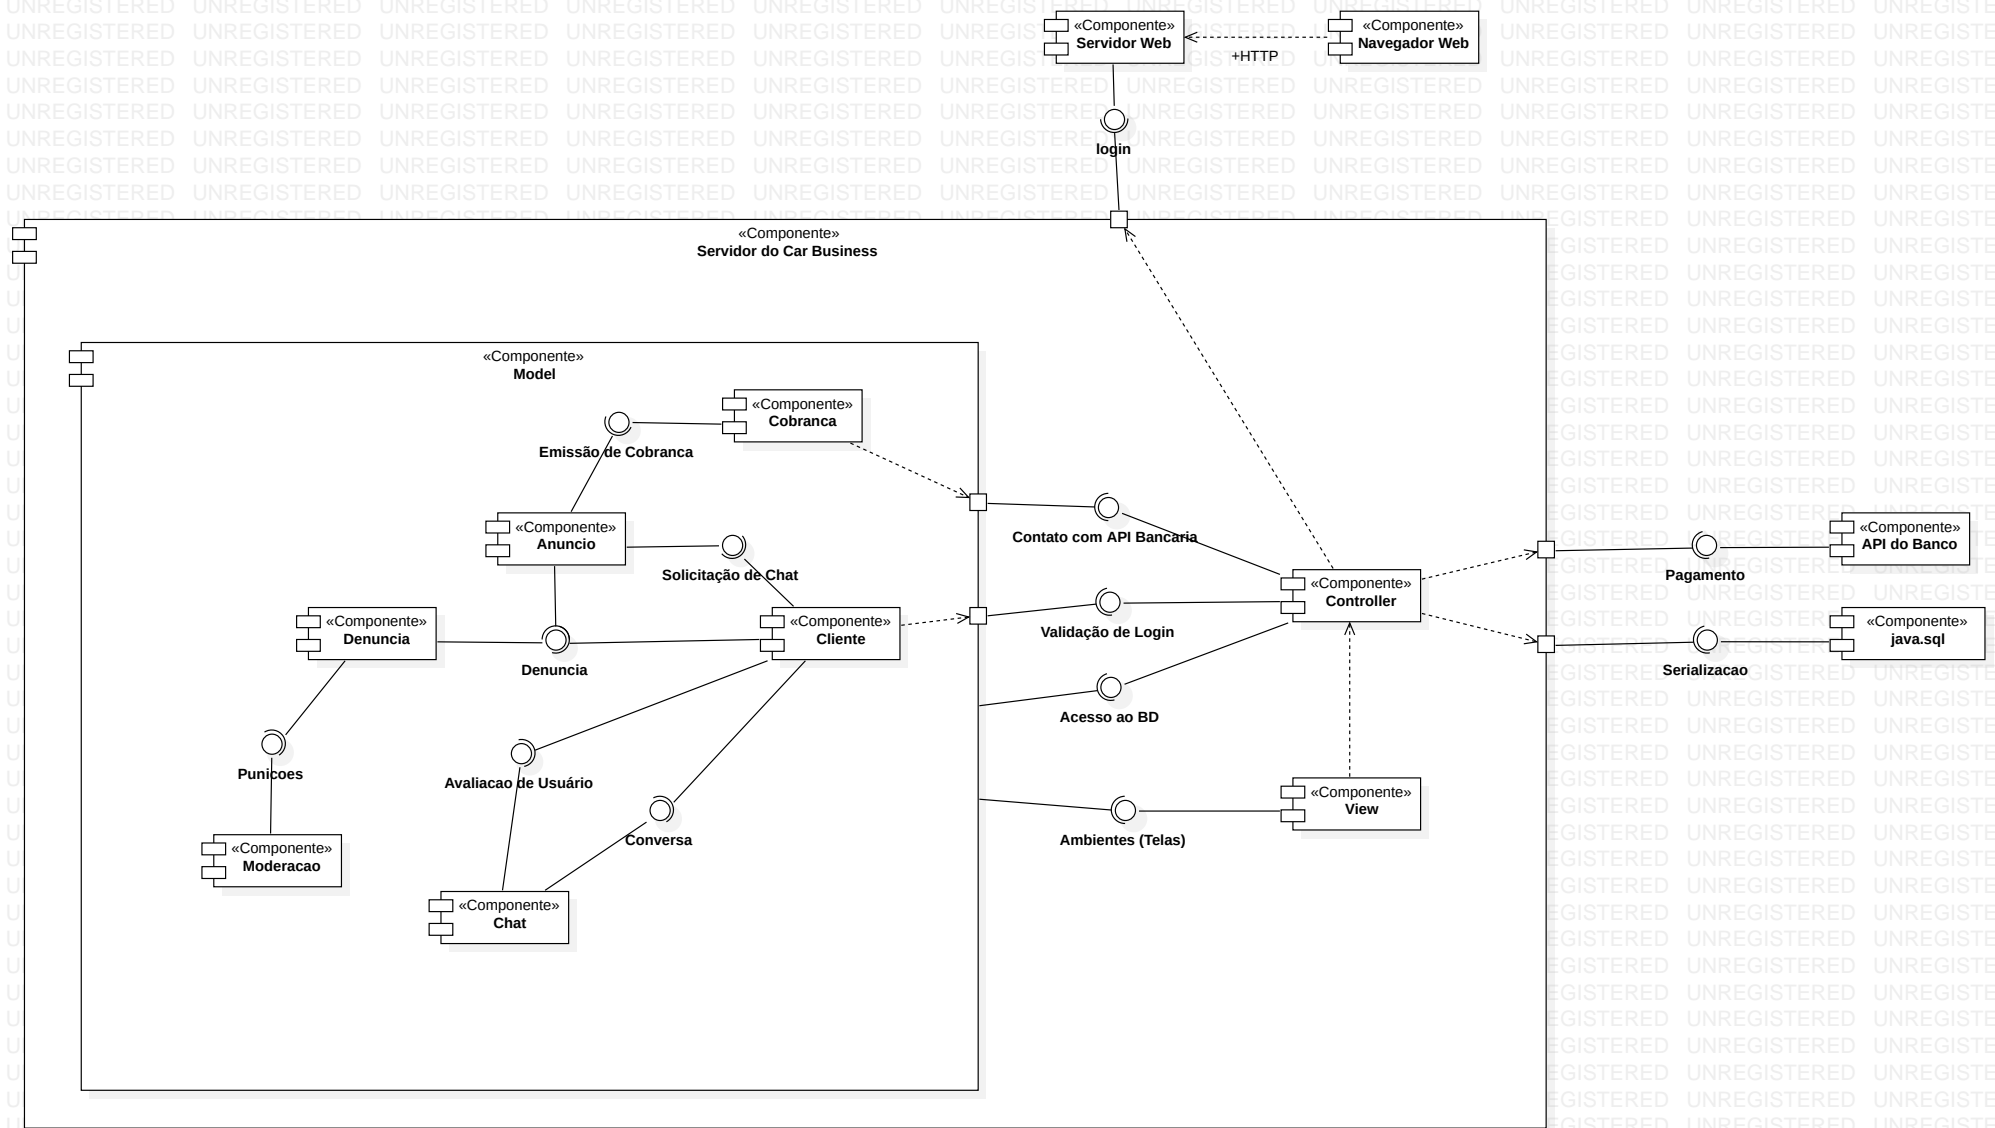 «Componente»
Servidor Web
+HTTP
«Componente»
Navegador Web
login
«Componente»
Servidor do Car Business
«Componente»
Model
«Componente»
Cobranca
Emissão de Cobranca
«Componente»
Anuncio
Solicitação de Chat
«Componente»
Denuncia
Denuncia
«Componente»
Cliente
Punicoes
Avaliacao de Usuário
Conversa
«Componente»
Moderacao
«Componente»
Chat
Contato com API Bancaria
Validação de Login
Acesso ao BD
Ambientes (Telas)
«Componente»
Controller
«Componente»
View
Pagamento
«Componente»
API do Banco
Serializacao
«Componente»
java.sql
UNREGISTERED